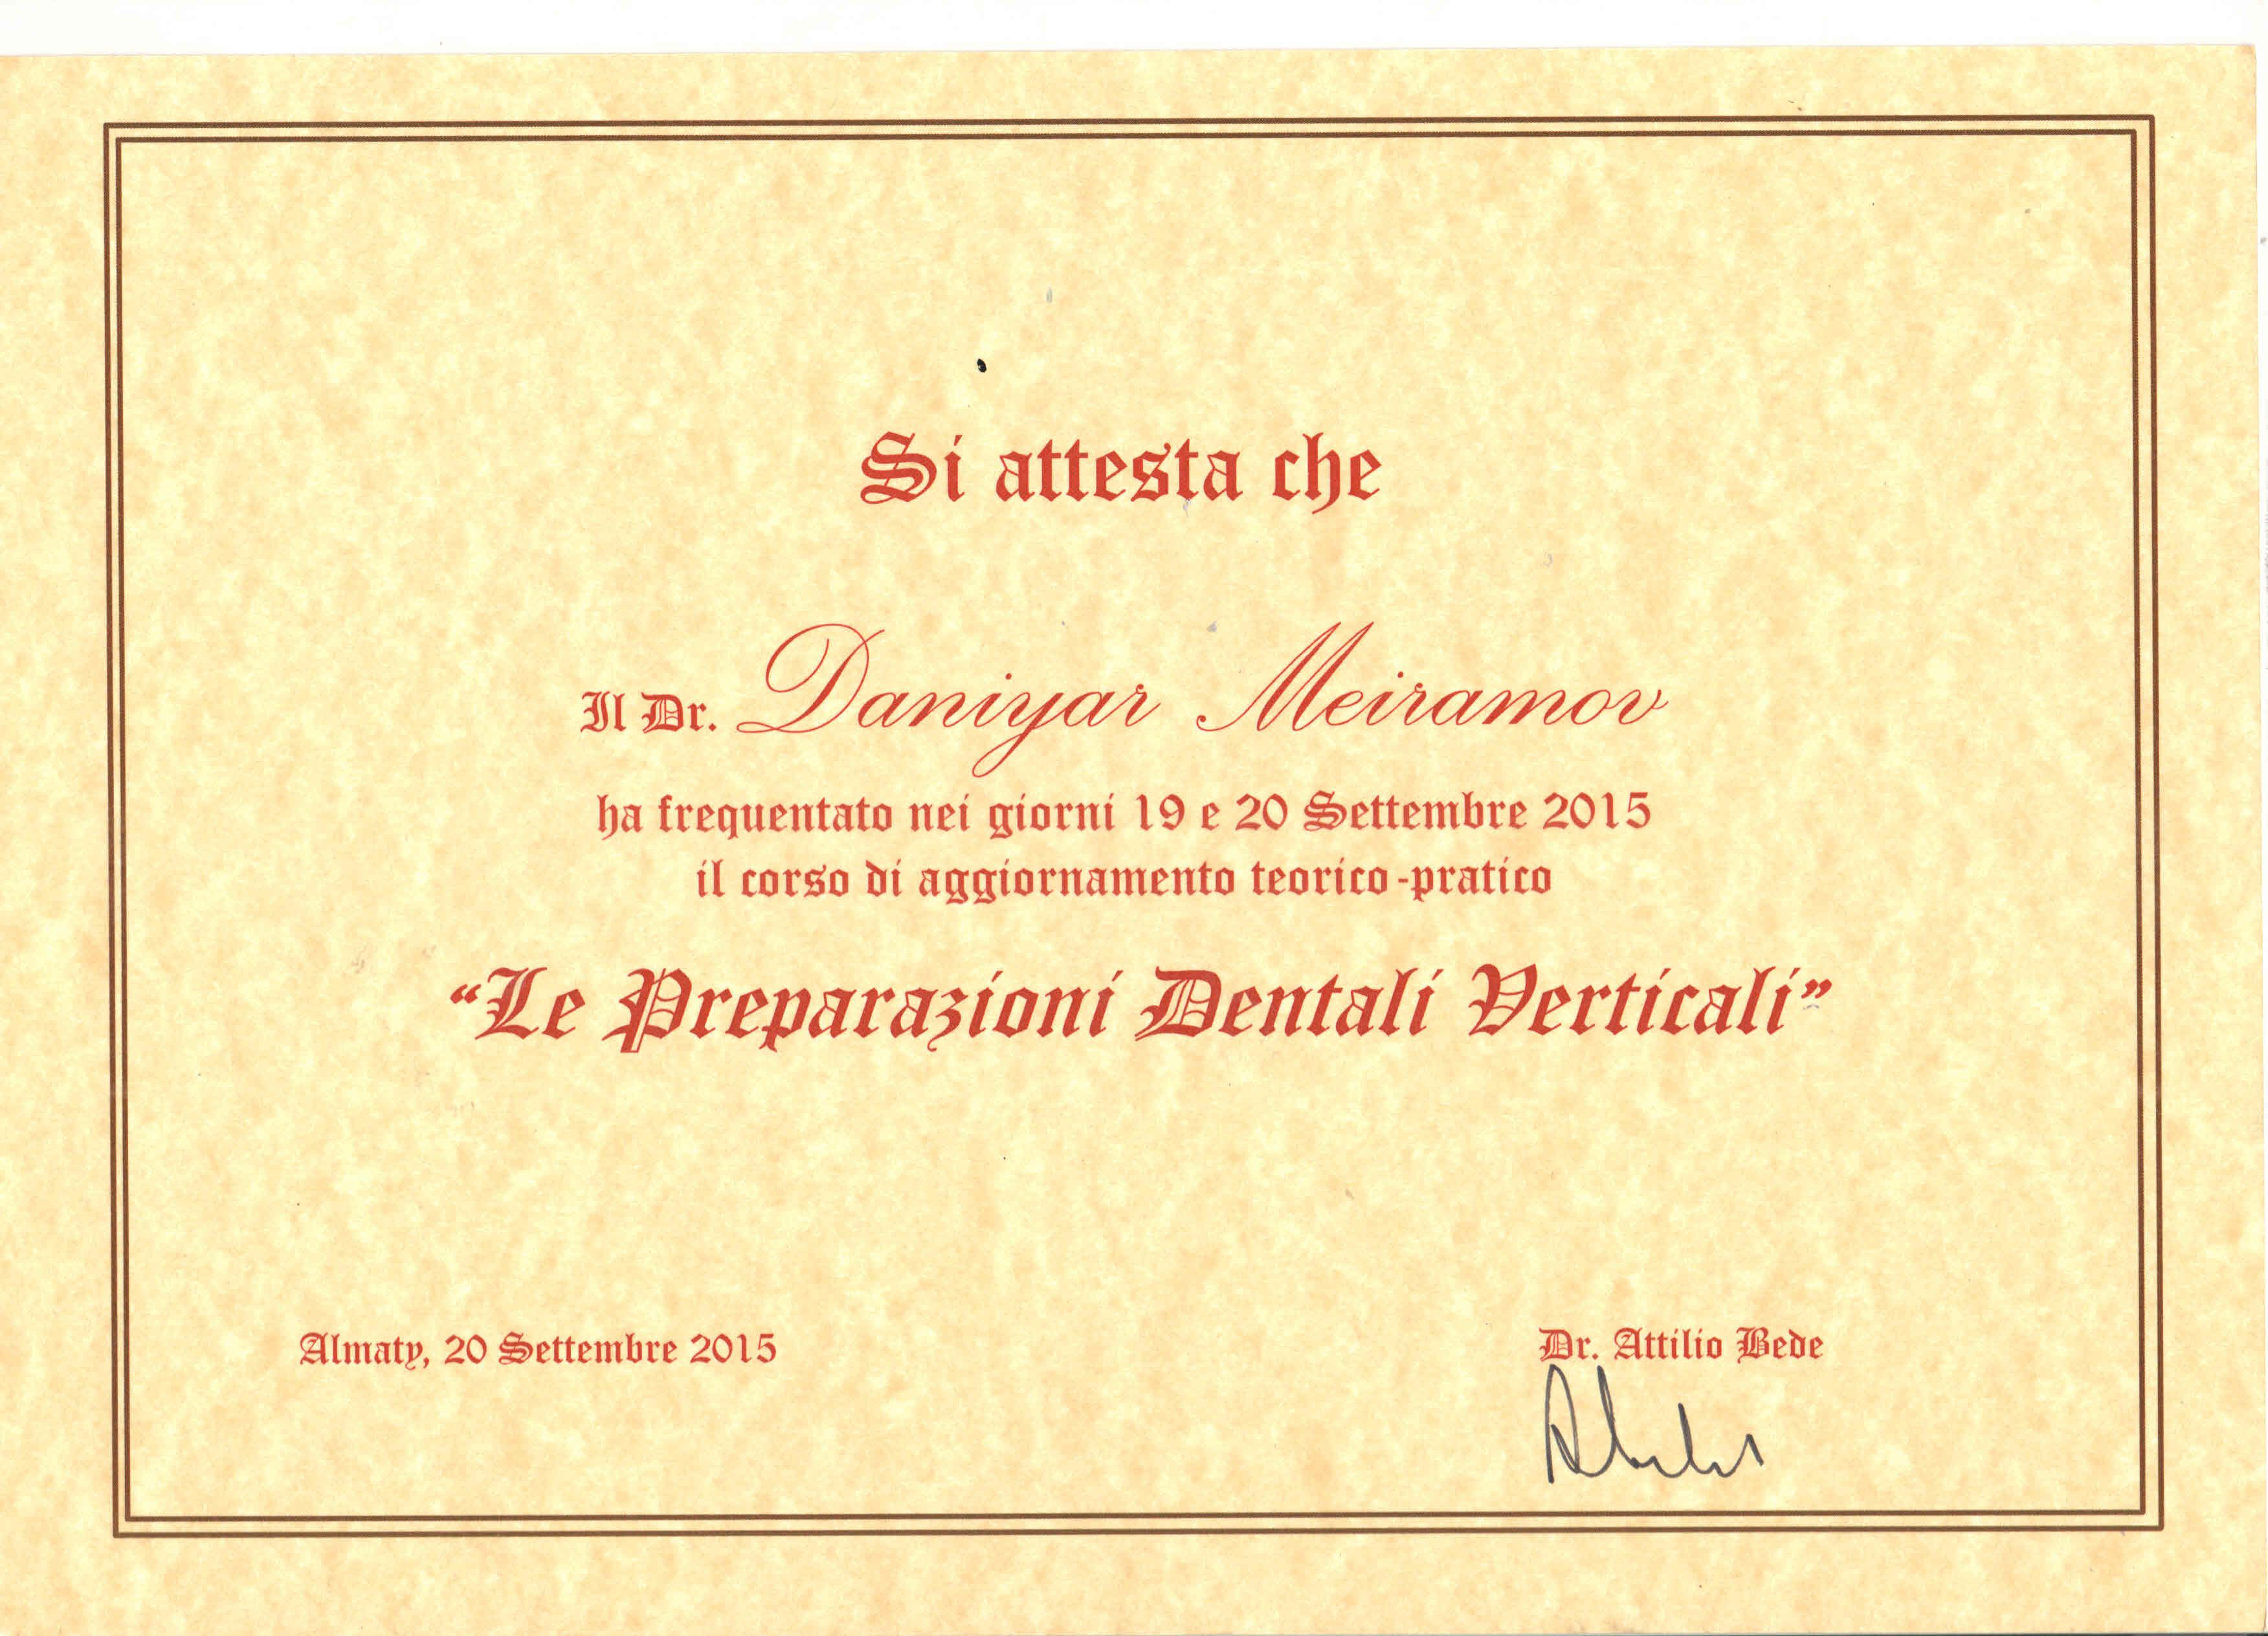 Si attesta che
Il Dr. Daniyar Meiramov
ha frequentato nei giorni 19 e 20 Settembre 2015
il corso di aggiornamento teorico-pratico
“Le Preparazioni Dentali Verticali”
Almaty, 20 Settembre 2015
Dr. Attilio Bede